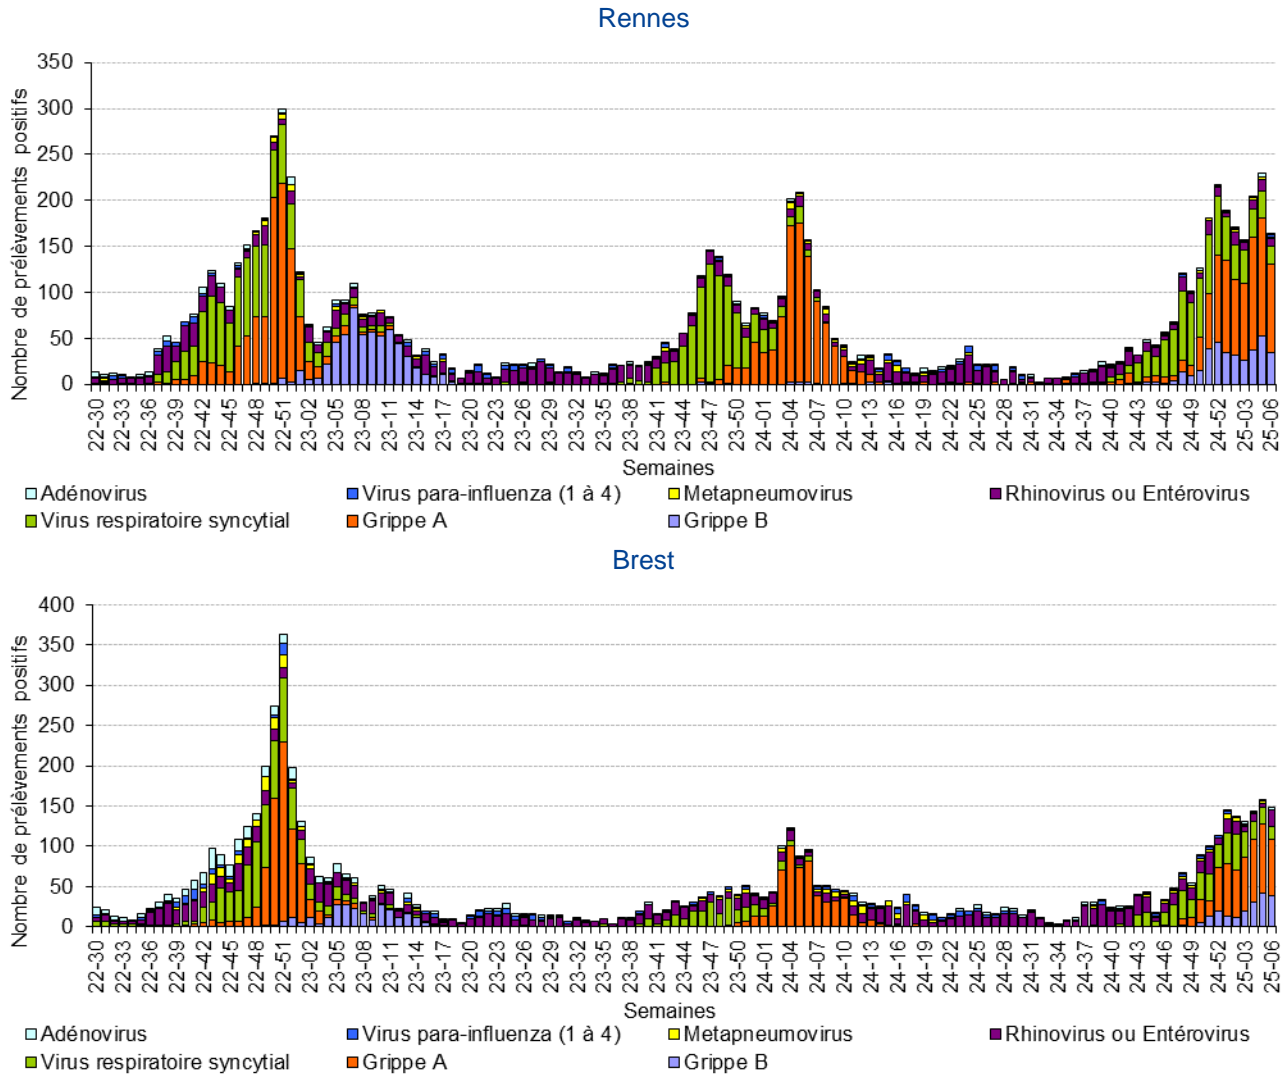 Rennes
Nombre de prélèvements positifs
350
300
250
200
150
100
50
0
22-30 22-33 22-36 22-39 22-42 22-45 22-48 22-51 23-02 23-05 23-08 23-11 23-14 23-17 23-20 23-23 23-26 23-29 23-32 23-35 23-38 23-41 23-44 23-47 23-50 24-01 24-04 24-07 24-10 24-13 24-16 24-19 24-22 24-25 24-28 24-31 24-34 24-37 24-40 24-43 24-46 24-49 24-52 25-03 25-06
Semaines
Adénovirus Virus para-influenza (1 à 4) Metapneumovirus Rhinovirus ou Entérovirus
Virus respiratoire syncytial Grippe A Grippe B
Brest
Nombre de prélèvements positifs
400
350
300
250
200
150
100
50
0
22-30 22-33 22-36 22-39 22-42 22-45 22-48 22-51 23-02 23-05 23-08 23-11 23-14 23-17 23-20 23-23 23-26 23-29 23-32 23-35 23-38 23-41 23-44 23-47 23-50 24-01 24-04 24-07 24-10 24-13 24-16 24-19 24-22 24-25 24-28 24-31 24-34 24-37 24-40 24-43 24-46 24-49 24-52 25-03 25-06
Semaines
Adénovirus Virus para-influenza (1 à 4) Metapneumovirus Rhinovirus ou Entérovirus
Virus respiratoire syncytial Grippe A Grippe B